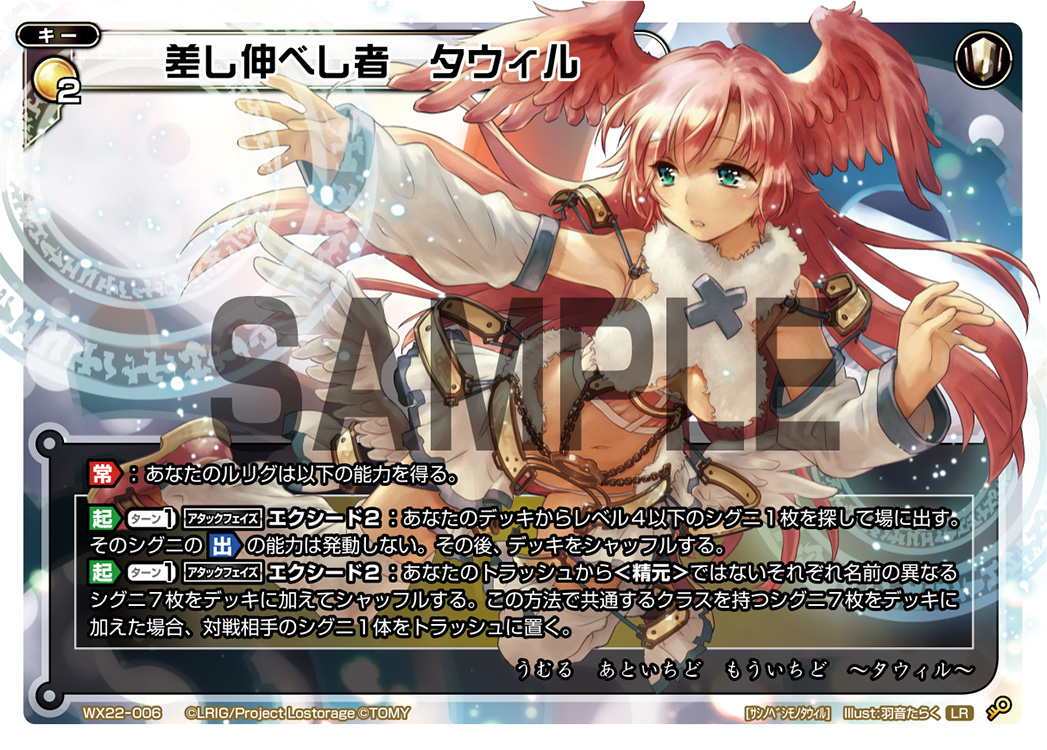 キー
2
差し伸べし者 タウィル
SAMPLE
常：あなたのルリグは以下の能力を得る。
起 ターン1 アタックフェイズ エクシード2：あなたのデッキからレベル4以下のシグニ1枚を探して場に出す。
そのシグニの出の能力は発動しない。その後、デッキをシャッフルする。
起 ターン1 アタックフェイズ エクシード2：あなたのトラッシュから＜精元＞ではないそれぞれ名前の異なる
シグニ7枚をデッキに加えてシャッフルする。この方法で共通するクラスを持つシグニ7枚をデッキに
加えた場合、対戦相手のシグニ1体をトラッシュに置く。
うむる あといちど もういちど 〜タウィル〜
WX22-006 ©LRIG/Project Lostorage ©TOMY [サシノベシモノタウィル] Illust:羽音たらく LR